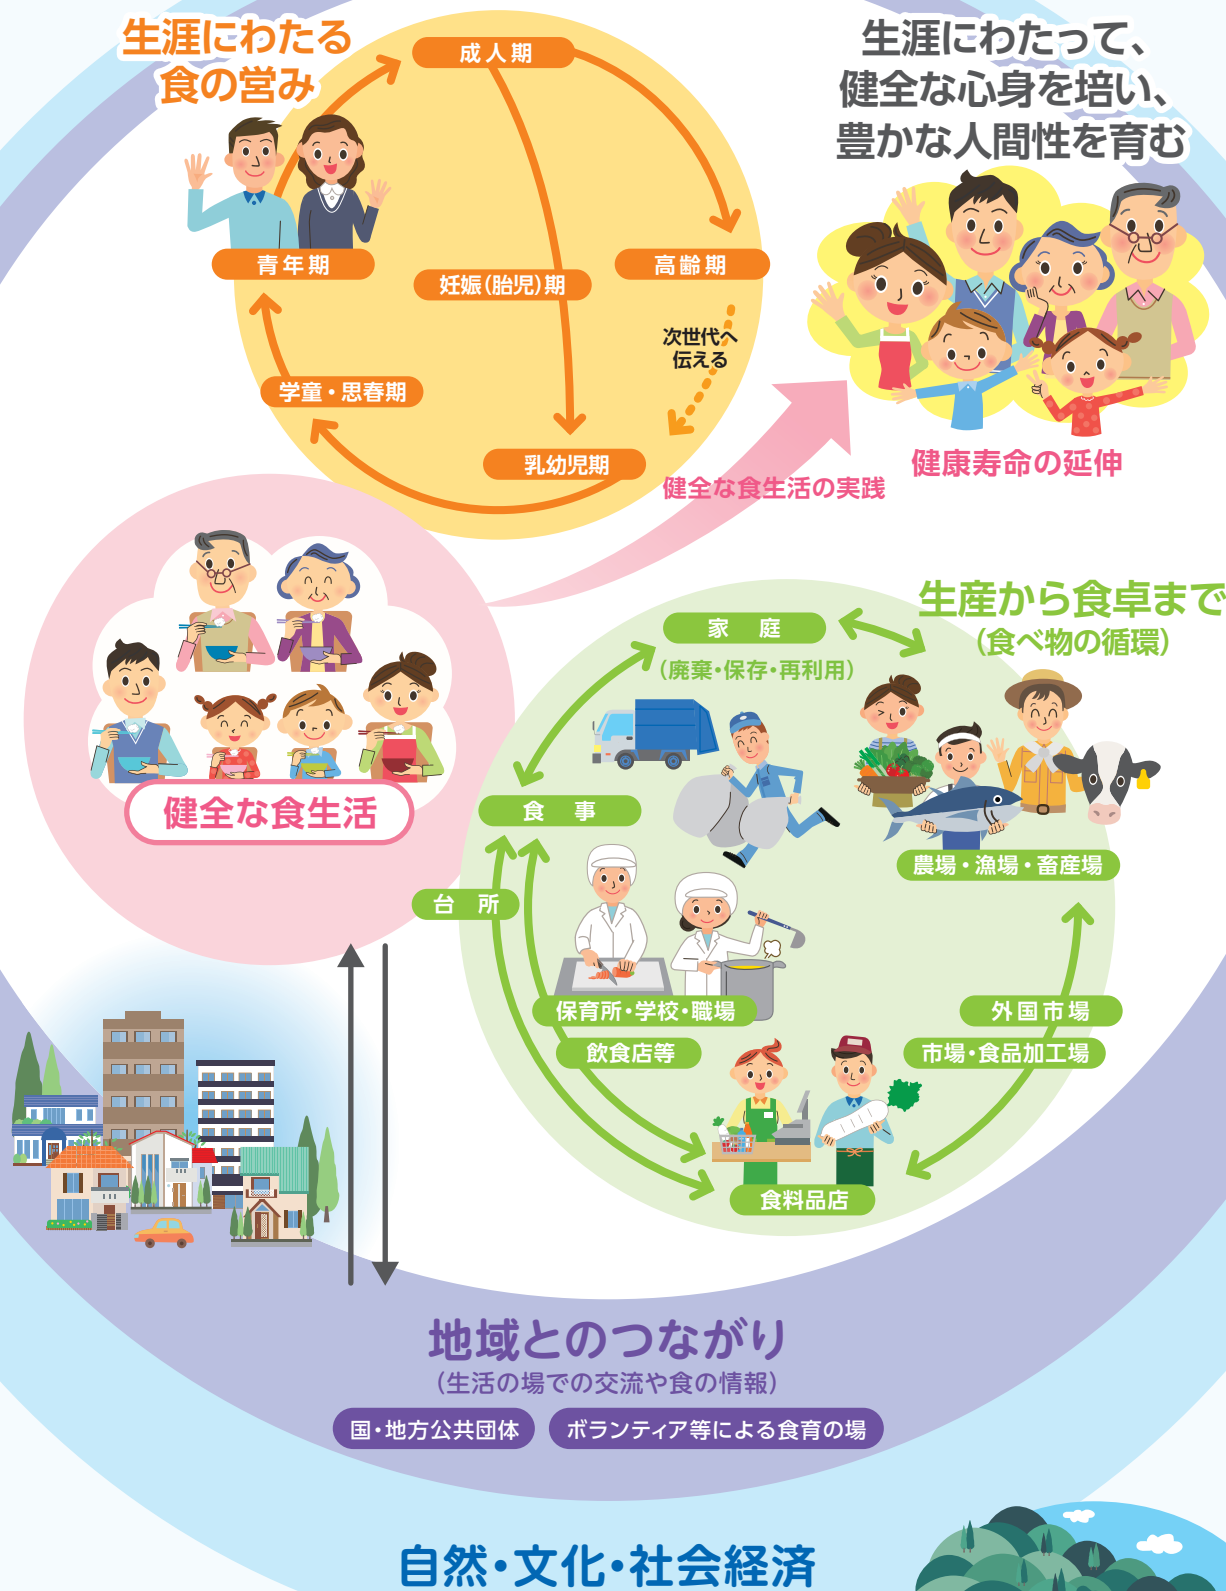 生涯にわたる
食の営み
成人期
青年期
妊娠(胎児)期
高齢期
次世代へ
伝える
学童・思春期
乳幼児期
生涯にわたって、
健全な心身を培い、
豊かな人間性を育む
健康寿命の延伸
健全な食生活の実践
健全な食生活
生産から食卓まで
(食べ物の循環)
家　庭
(廃棄・保存・再利用)
食　事
農場・漁場・畜産場
台　所
保育所・学校・職場
飲食店等
外国市場
市場・食品加工場
食料品店
地域とのつながり
(生活の場での交流や食の情報)
国・地方公共団体
ボランティア等による食育の場
自然・文化・社会経済